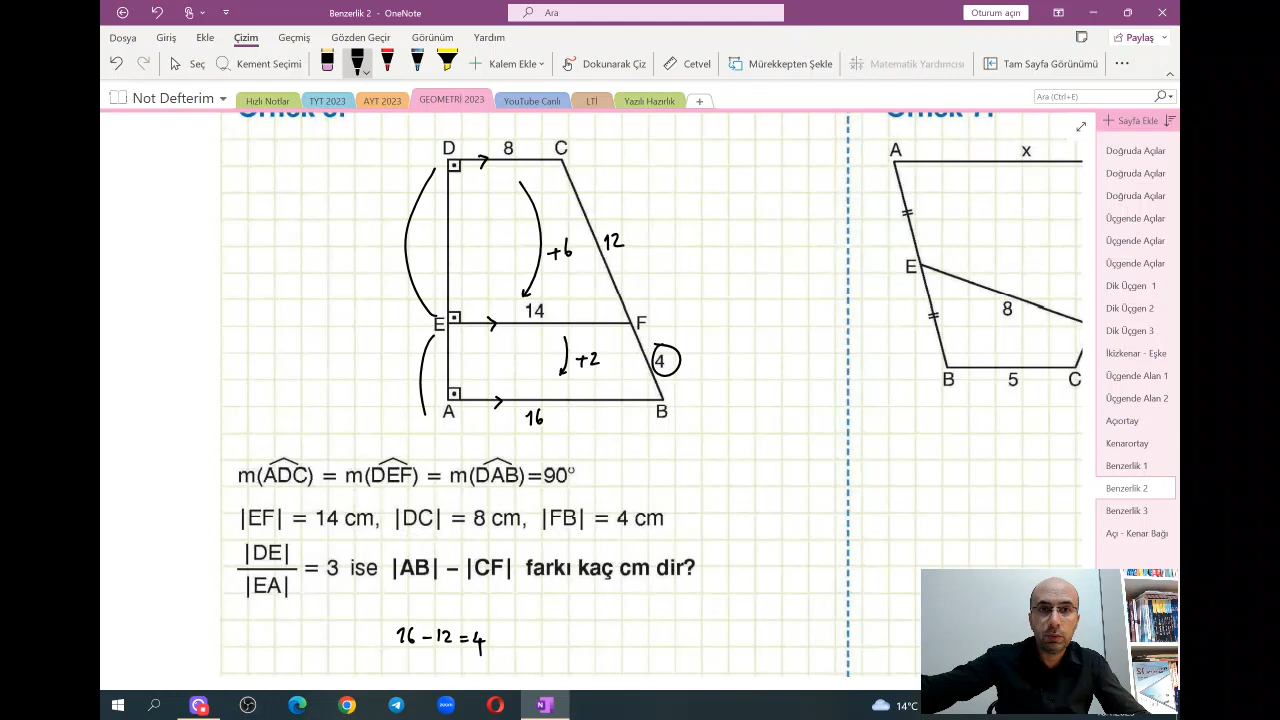 Benzerlik 2 - OneNote
Ara
Oturum açın
Dosya
Giriş
Ekle
Çizim
Geçmiş
Gözden Geçir
Görünüm
Yardım
Paylaş
Seç
Kement Seçimi
Kalem Ekle
Dokunarak Çiz
Cetvel
Mürekkepten Şekle
Matematik Yardımcısı
Tam Sayfa Görünümü
Not Defterim
Hızlı Notlar
TYT 2023
AYT 2023
GEOMETRİ 2023
YouTube Canlı
LTİ
Yazılı Hazırlık
Ara (Ctrl+E)
Sayfa Ekle
Doğruda Açılar
Doğruda Açılar
Doğruda Açılar
Üçgende Açılar
Üçgende Açılar
Üçgende Açılar
Dik Üçgen 1
Dik Üçgen 2
Dik Üçgen 3
İkizkenar - Eşke
Üçgende Alan 1
Üçgende Alan 2
Açıortay
Kenarortay
Benzerlik 1
Benzerlik 2
Benzerlik 3
Açı - Kenar Bağı
D 8 C
12
+6
14
E F
+2
4
A B
16
m(ADC) = m(DEF) = m(DAB)=90°
|EF| = 14 cm, |DC| = 8 cm, |FB| = 4 cm
|DE|
|EA|
= 3 ise |AB| – |CF| farkı kaç cm dir?
16 - 12 = 4
A x
E
8
B 5 C
zoom
14°C